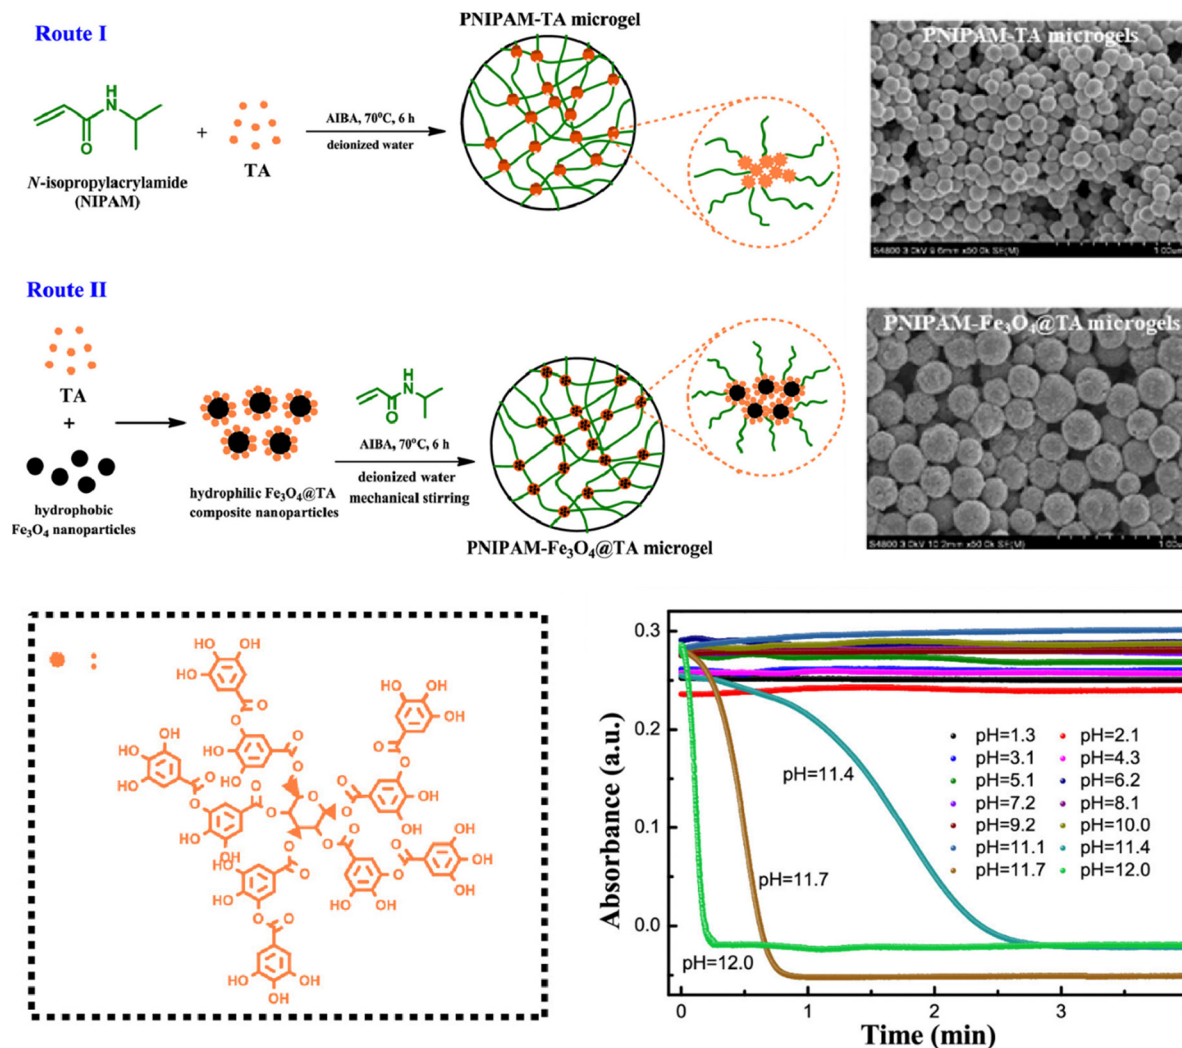 Route I
PNIPAM-TA microgel
PNIPAM-TA microgels
H
N
O
+
TA
AIBA, 70°C, 6 h
deionized water
N-isopropylacrylamide
(NIPAM)
Route II
PNIPAM-Fe₃O₄@TA microgels
TA
+
hydrophobic
Fe₃O₄ nanoparticles
hydrophilic Fe₃O₄@TA
composite nanoparticles
H
N
O
AIBA, 70°C, 6 h
deionized water
mechanical stirring
PNIPAM-Fe₃O₄@TA microgel
Absorbance (a.u.)
0.3
0.2
0.1
0.0
pH=11.4
pH=11.7
pH=12.0
pH=1.3
pH=2.1
pH=3.1
pH=4.3
pH=5.1
pH=6.2
pH=7.2
pH=8.1
pH=9.2
pH=10.0
pH=11.1
pH=11.4
pH=11.7
pH=12.0
0
1
2
3
Time (min)